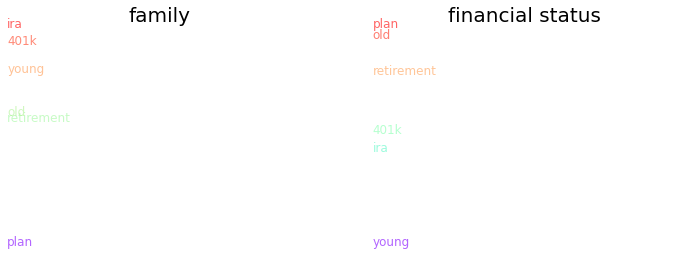 family
ira
401k
young
old
retirement
plan
financial status
plan
old
retirement
401k
ira
young